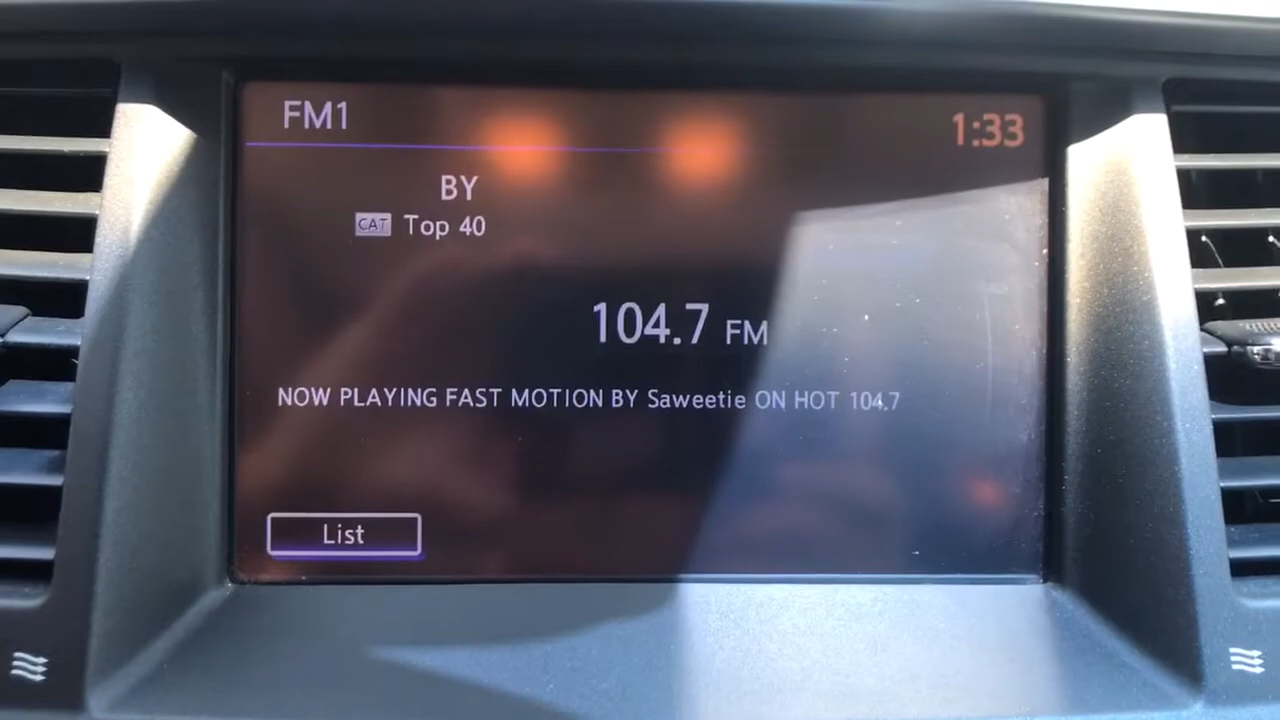 FM1
1:33
BY
CAT Top 40
104.7 FM
NOW PLAYING FAST MOTION BY Saweetie ON HOT 104.7
List